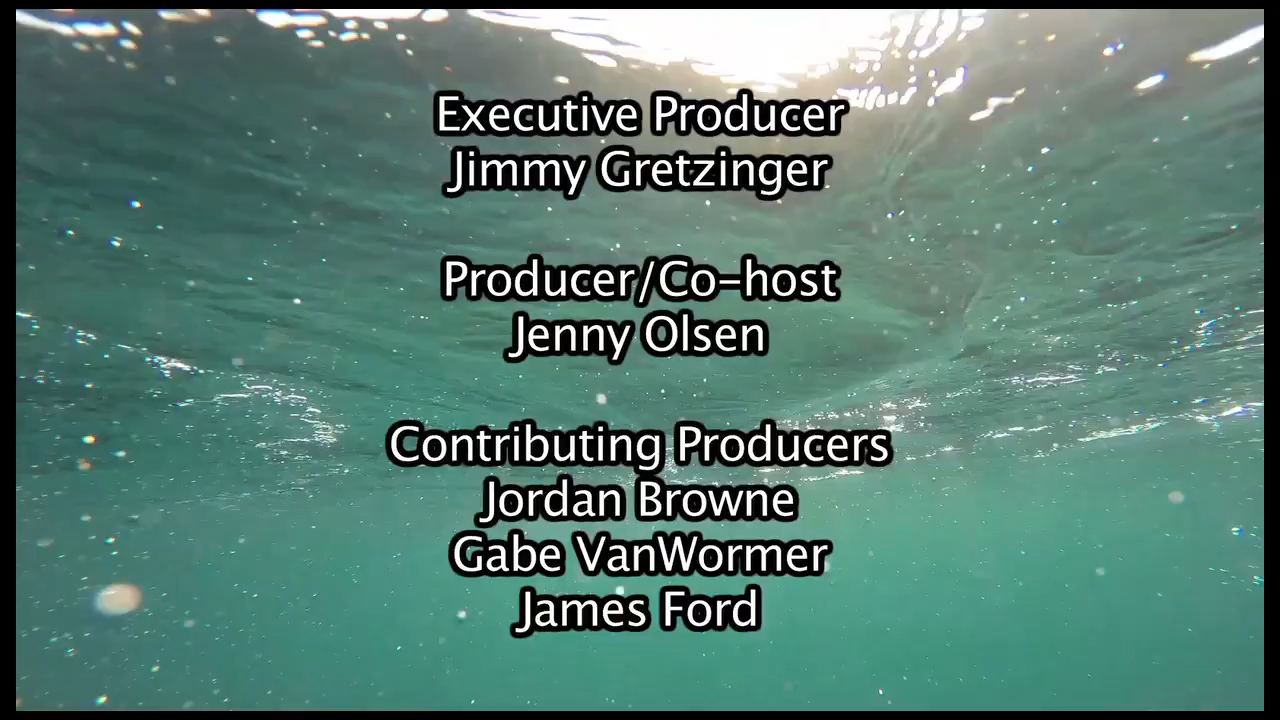 Executive Producer
Jimmy Gretzinger
Producer/Co-host
Jenny Olsen
Contributing Producers
Jordan Browne
Gabe VanWormer
James Ford